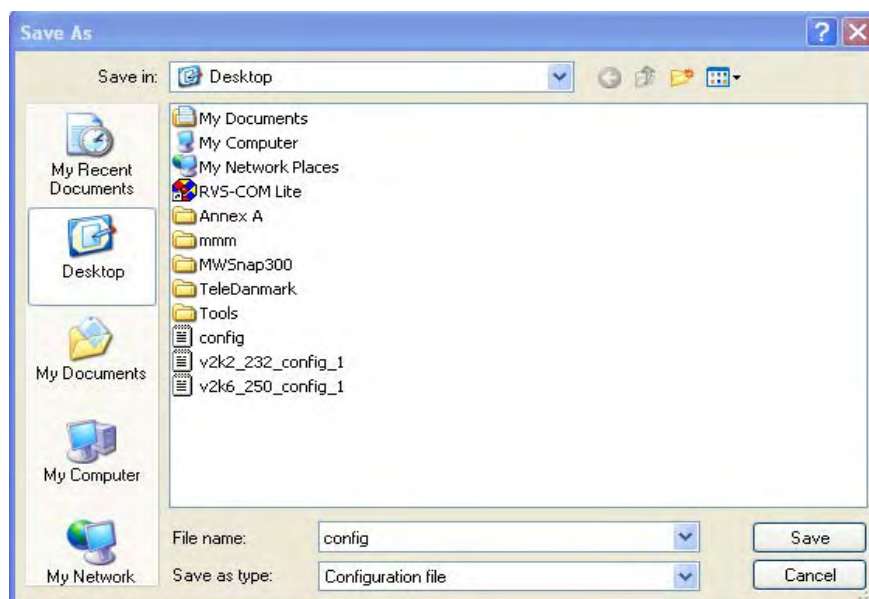 Save As
Save in:
Desktop
My Recent
Documents
Desktop
My Documents
My Computer
My Network
My Documents
My Computer
My Network Places
RVS-COM Lite
Annex A
mmm
MWSnap300
TeleDanmark
Tools
config
v2k2_232_config_1
v2k6_250_config_1
File name:
config
Save
Save as type:
Configuration file
Cancel